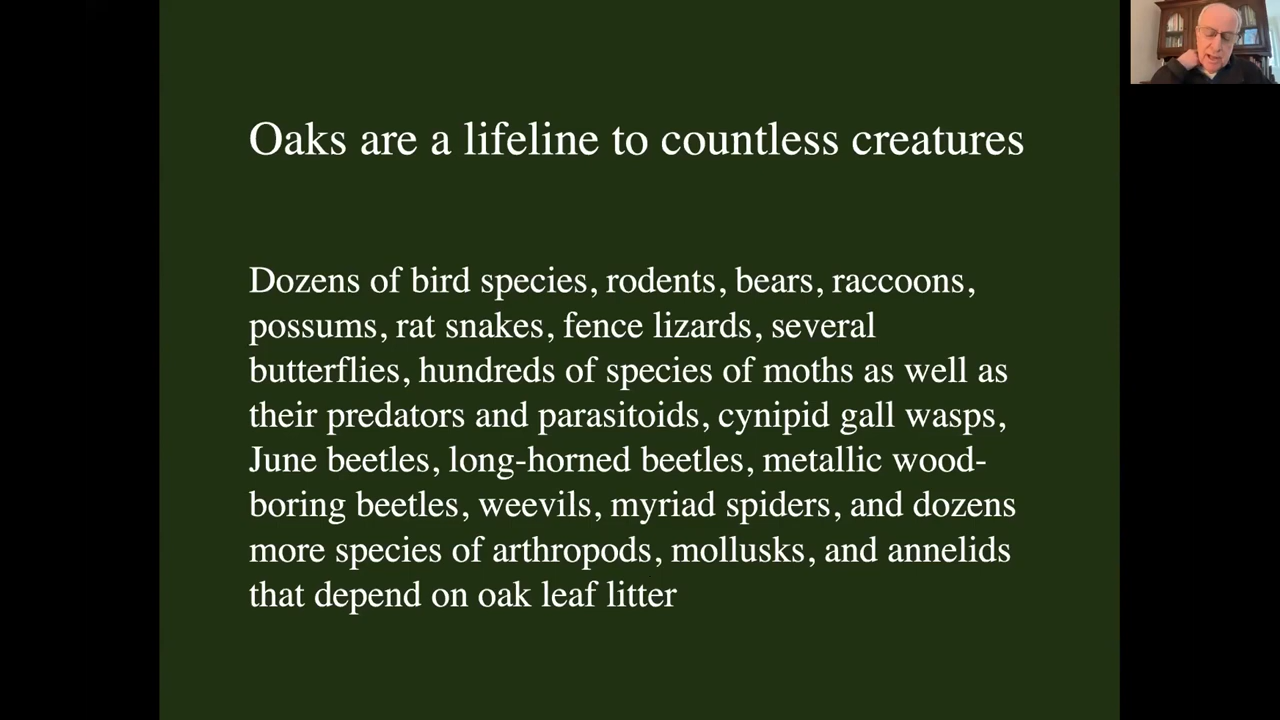 Oaks are a lifeline to countless creatures
Dozens of bird species, rodents, bears, raccoons,
possums, rat snakes, fence lizards, several
butterflies, hundreds of species of moths as well as
their predators and parasitoids, cynipid gall wasps,
June beetles, long-horned beetles, metallic wood-
boring beetles, weevils, myriad spiders, and dozens
more species of arthropods, mollusks, and annelids
that depend on oak leaf litter